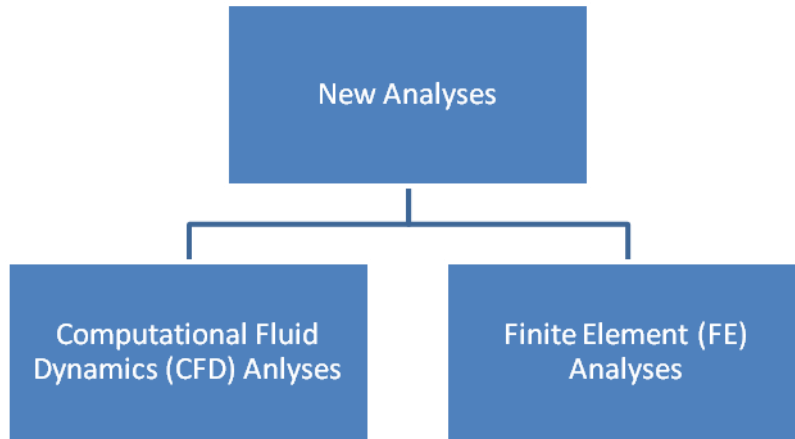 New Analyses
Computational Fluid
Dynamics (CFD) Anlyses
Finite Element (FE)
Analyses